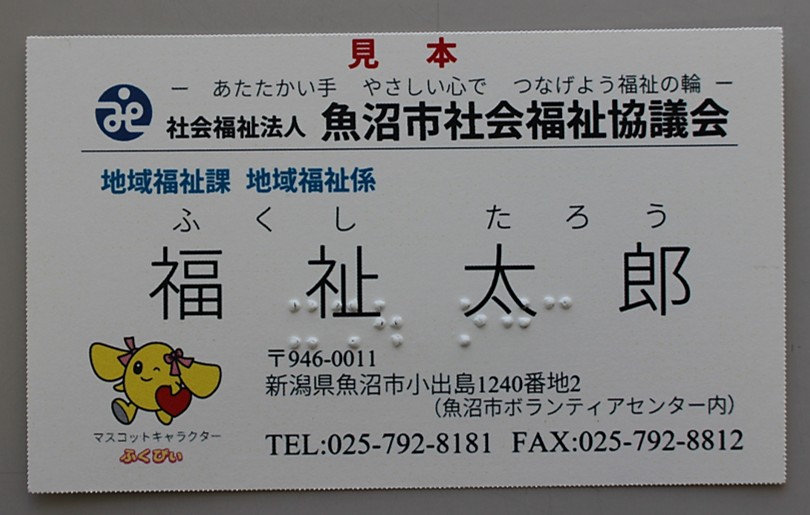 見　本
ー　あたたかい手　やさしい心で　つなげよう福祉の輪 ー
社会福祉法人 魚沼市社会福祉協議会
地域福祉課 地域福祉係
ふ く し　た ろ う
福 祉 太 郎
〒946-0011
新潟県魚沼市小出島1240番地2
（魚沼市ボランティアセンター内）
TEL:025-792-8181 FAX:025-792-8812
マスコットキャラクター
ふくぴぃ